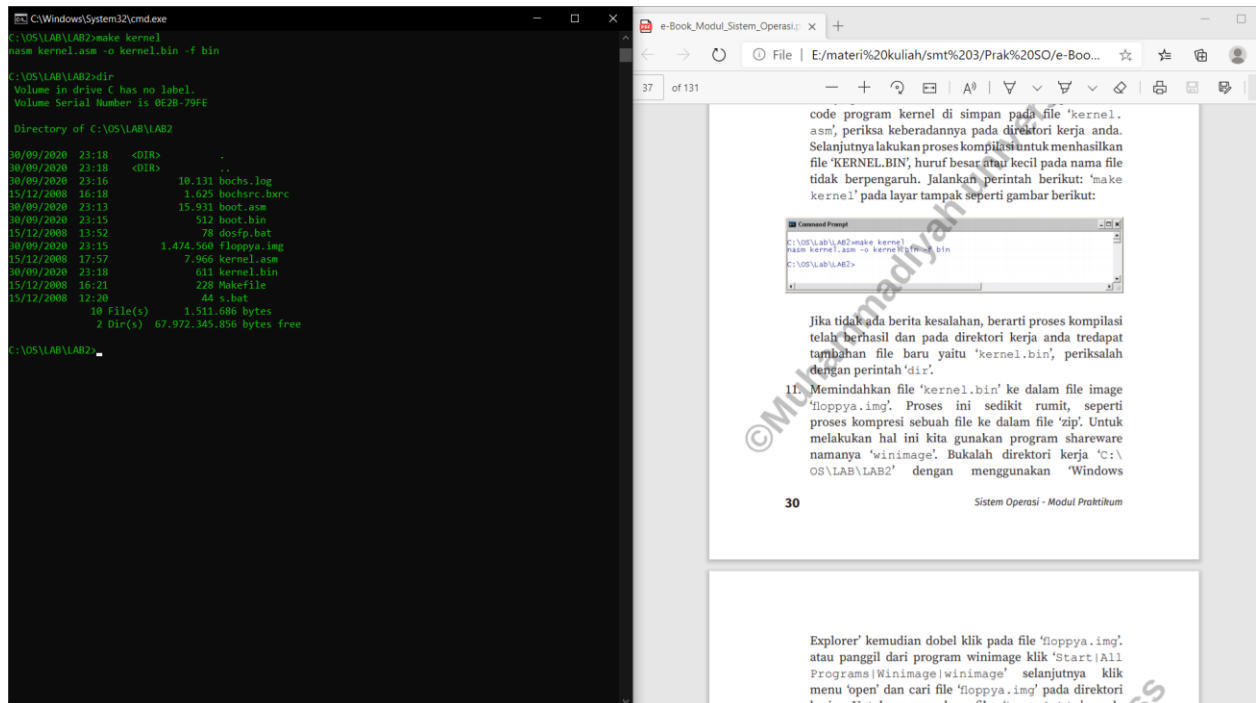 C:\Windows\System32\cmd.exe
C:\OS\LAB\LAB2>make kernel
nasm kernel.asm -o kernel.bin -f bin
C:\OS\LAB\LAB2>dir
Volume in drive C has no label.
Volume Serial Number is 0E2B-79FE
Directory of C:\OS\LAB\LAB2
30/09/2020 23:18 <DIR> .
30/09/2020 23:18 <DIR> ..
30/09/2020 23:16 10.131 bochs.log
15/12/2008 16:18 1.625 bochsrc.bxrc
30/09/2020 23:13 15.931 boot.asm
30/09/2020 23:15 512 boot.bin
15/12/2008 13:52 78 dosfp.bat
30/09/2020 23:15 1.474.560 floppya.img
15/12/2008 17:57 7.966 kernel.asm
30/09/2020 23:18 611 kernel.bin
15/12/2008 16:21 228 Makefile
15/12/2008 12:20 44 s.bat
10 File(s) 1.511.686 bytes
2 Dir(s) 67.972.345.856 bytes free
C:\OS\LAB\LAB2>
e-Book_Modul_Sistem_Operasi.p
File E:/materi%20kuliah/smt%203/Prak%20SO/e-Boo...
37 of 131
code program kernel di simpan pada file 'kernel.
asm', periksa keberadannya pada direktori kerja anda.
Selanjutnya lakukan proses kompilasi untuk menhasilkan
file 'KERNEL.BIN', huruf besar atau kecil pada nama file
tidak berpengaruh. Jalankan perintah berikut: 'make
kernel' pada layar tampak seperti gambar berikut:
Command Prompt
C:\OS\Lab\LAB2>make kernel
nasm kernel.asm -o kernel.bin -f bin
C:\OS\Lab\LAB2>
Jika tidak ada berita kesalahan, berarti proses kompilasi
telah berhasil dan pada direktori kerja anda tredapat
tambahan file baru yaitu 'kernel.bin', periksalah
dengan perintah 'dir'.
11. Memindahkan file 'kernel.bin' ke dalam file image
'floppya.img'. Proses ini sedikit rumit, seperti
proses kompresi sebuah file ke dalam file 'zip'. Untuk
melakukan hal ini kita gunakan program shareware
namanya 'winimage'. Bukalah direktori kerja 'C:\
OS\LAB\LAB2' dengan menggunakan 'Windows
30 Sistem Operasi - Modul Praktikum
©Muhammadiyah univer
Explorer' kemudian dobel klik pada file 'floppya.img'.
atau panggil dari program winimage klik 'Start|All
Programs|Winimage|winimage' selanjutnya klik
menu 'open' dan cari file 'floppya.img' pada direktori